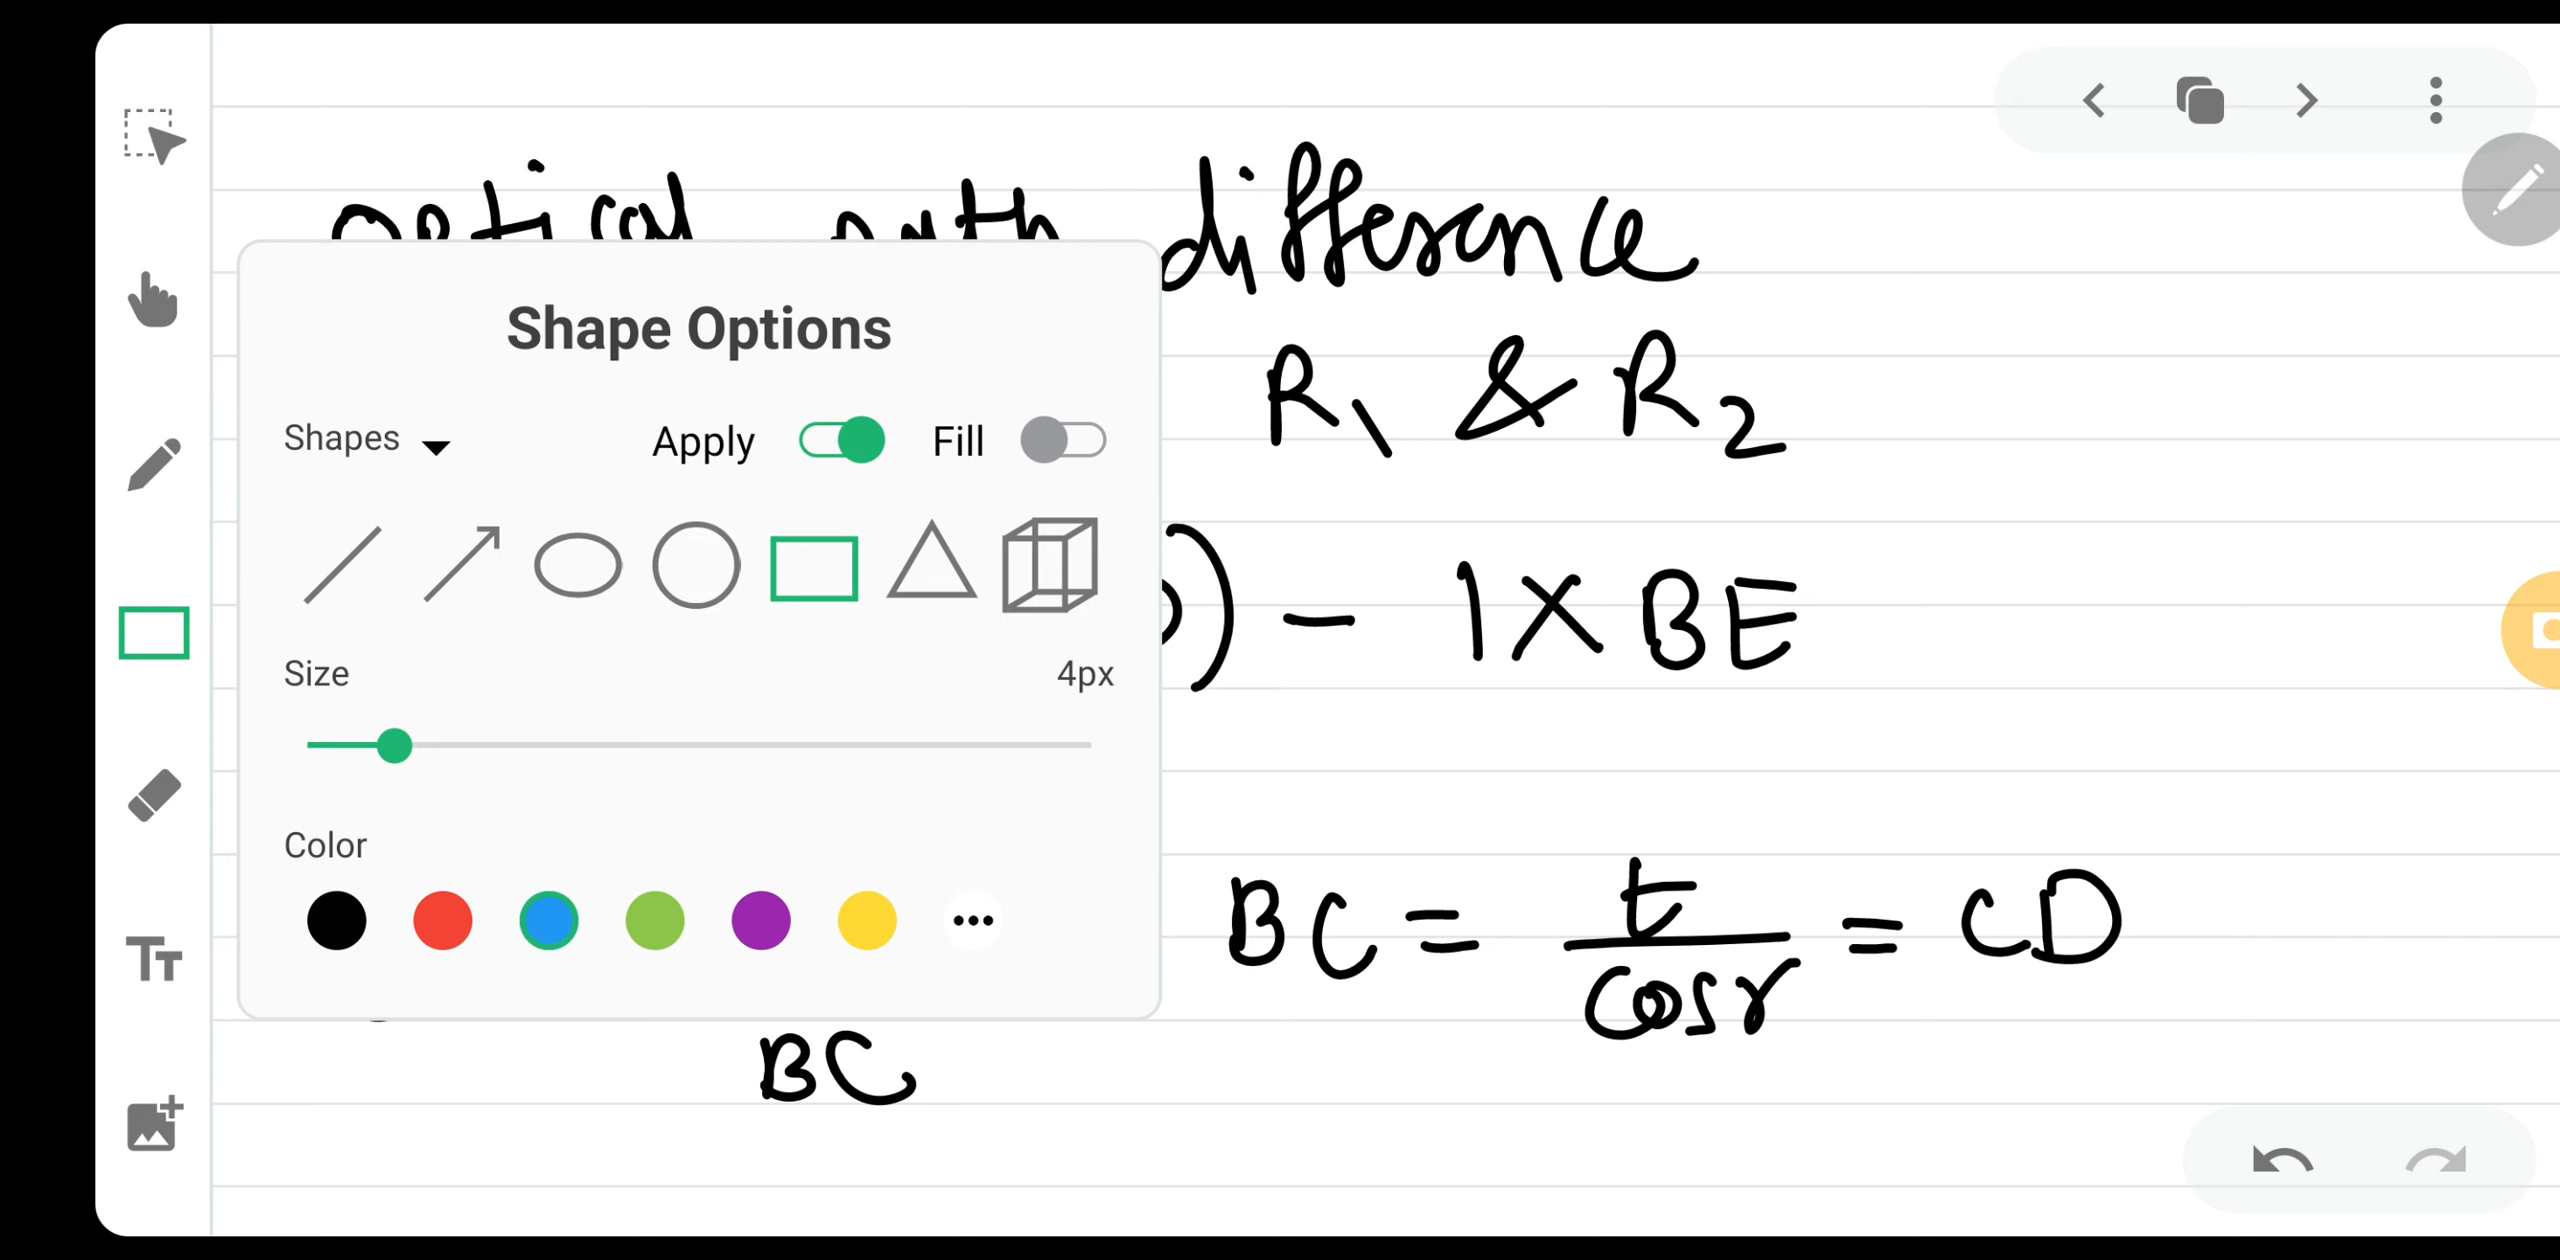 optical path difference
R1 & R2
) - 1 X BE
BC = t / cosr = CD
BC
Shape Options
Shapes Apply Fill
Size 4px
Color
Tт